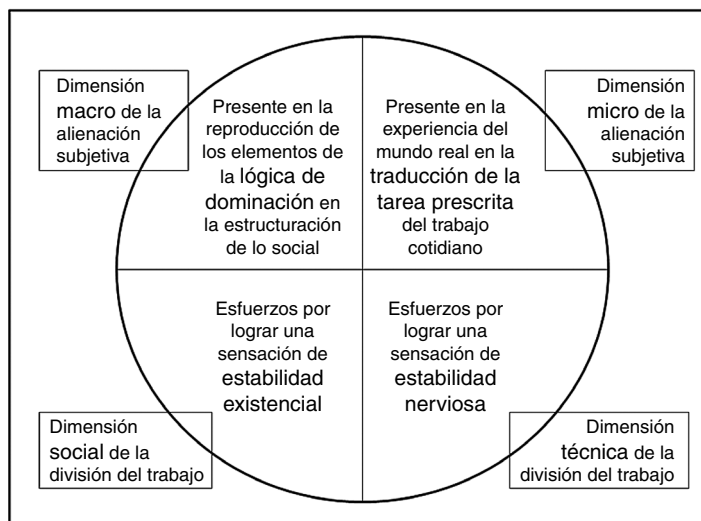 Dimensión
macro de la
alienación
subjetiva
Presente en la
reproducción de
los elementos de
la lógica de
dominación en
la estructuración
de lo social
Presente en la
experiencia del
mundo real en la
traducción de la
tarea prescrita
del trabajo
cotidiano
Dimensión
micro de la
alienación
subjetiva
Dimensión
social de la
división del trabajo
Esfuerzos por
lograr una
sensación de
estabilidad
existencial
Esfuerzos por
lograr una
sensación de
estabilidad
nerviosa
Dimensión
técnica de la
división del trabajo